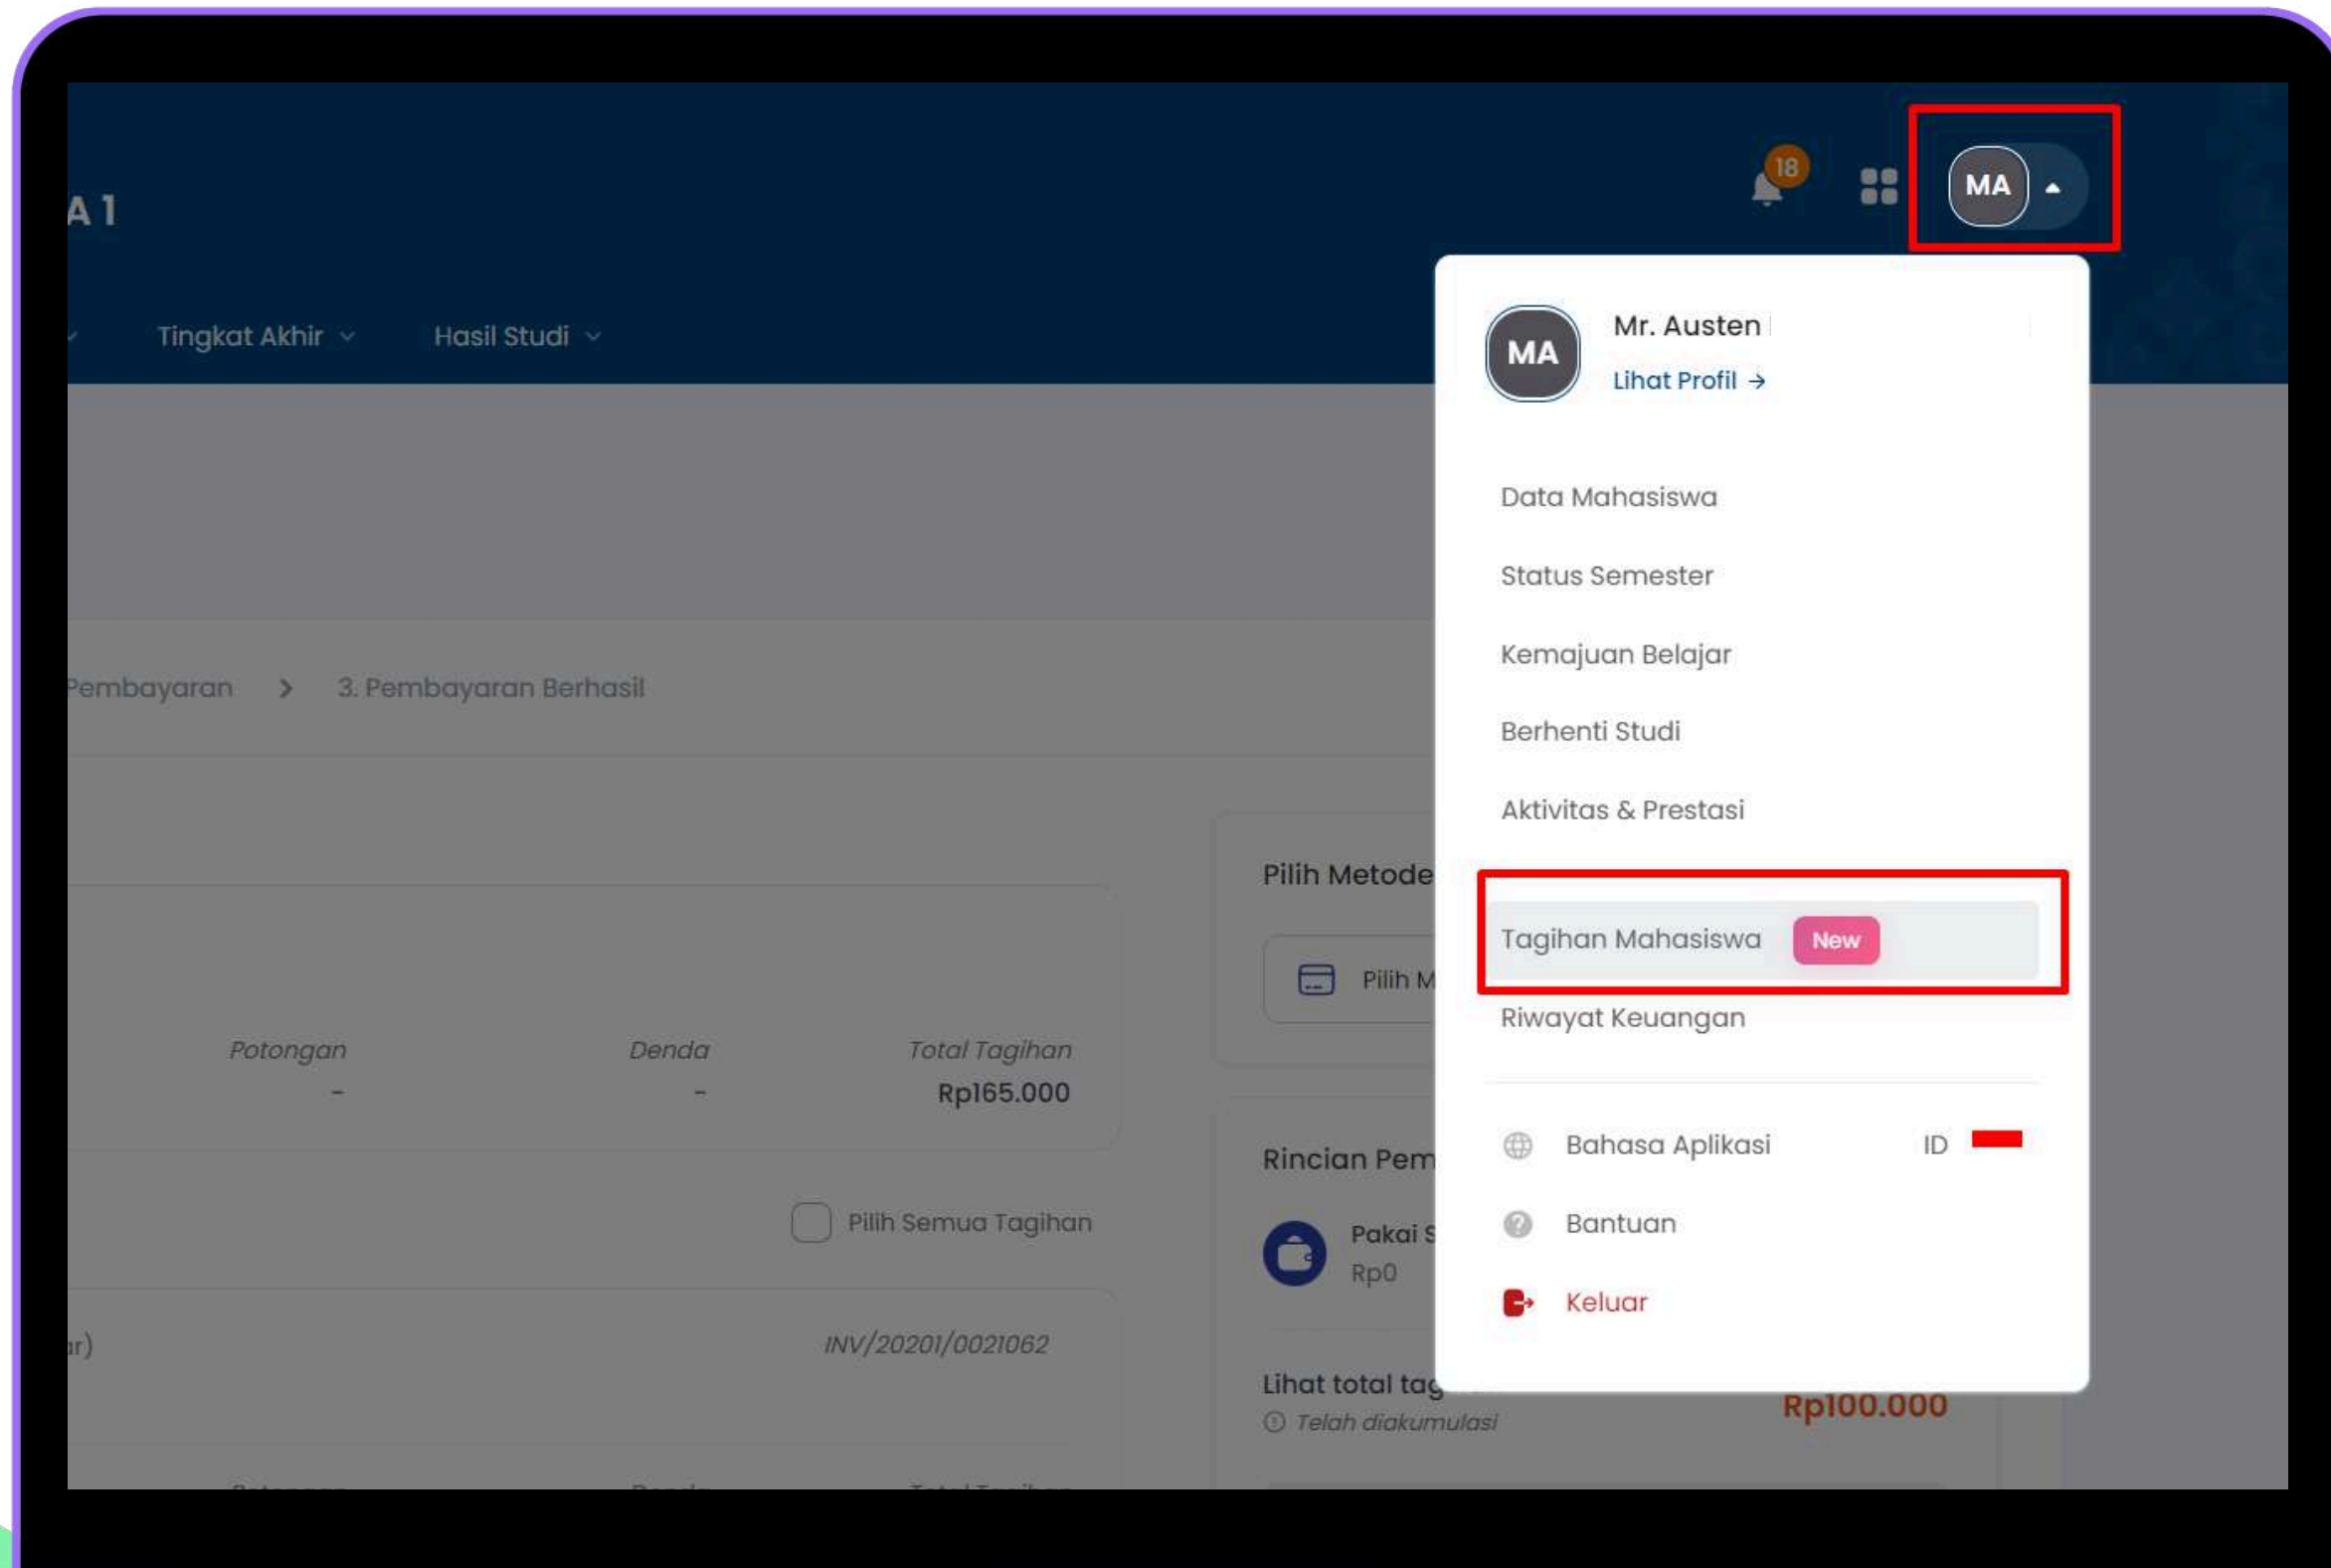 A 1
18
MA
Tingkat Akhir
Hasil Studi
MA
Mr. Austen
Lihat Profil →
Data Mahasiswa
Status Semester
Kemajuan Belajar
Berhenti Studi
Aktivitas & Prestasi
Tagihan Mahasiswa New
Riwayat Keuangan
Bahasa Aplikasi ID
Bantuan
Keluar
Pembayaran > 3. Pembayaran Berhasil
Potongan Denda Total Tagihan
- - Rp165.000
Pilih Semua Tagihan
ar) INV/20201/0021062
Pilih Metode
Pilih M
Rincian Pem
Pakai S
Rp0
Lihat total tag
Telah diakumulasi
Rp100.000